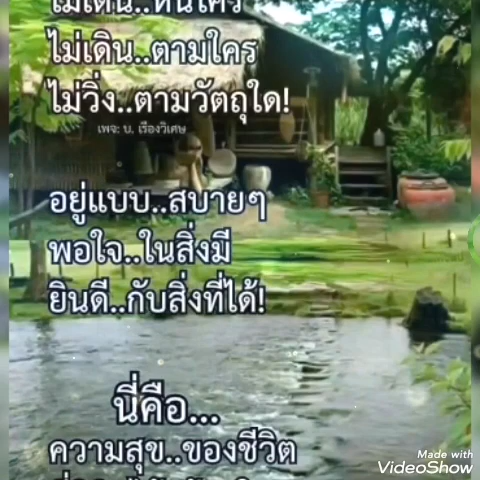 ไม่เดิน..ตามใคร
ไม่วิ่ง..ตามวัตถุใด!
เพจ: บ. เรืองวิเศษ
อยู่แบบ..สบายๆ
พอใจ..ในสิ่งมี
ยินดี..กับสิ่งที่ได้!
นี่คือ...
ความสุข..ของชีวิต
Made with
VideoShow